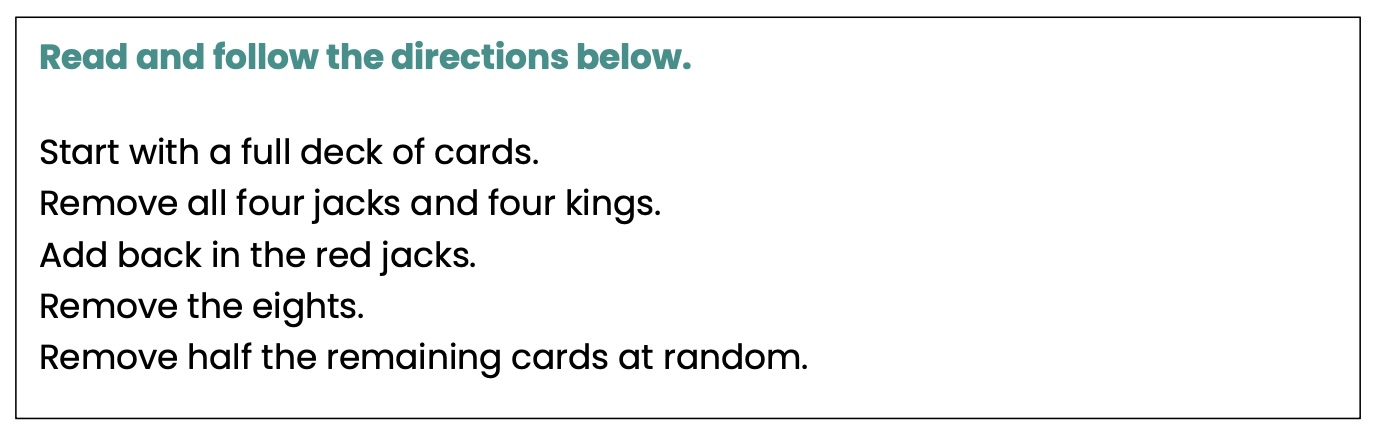 Read and follow the directions below.
Start with a full deck of cards.
Remove all four jacks and four kings.
Add back in the red jacks.
Remove the eights.
Remove half the remaining cards at random.